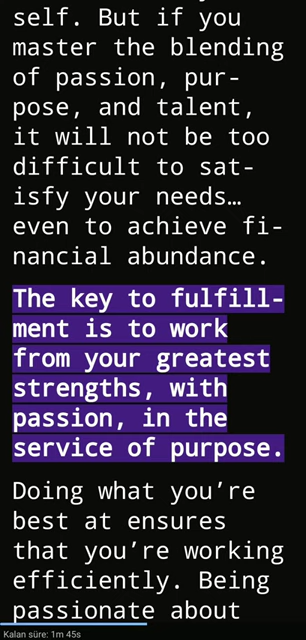 self. But if you
master the blending
of passion, pur-
pose, and talent,
it will not be too
difficult to sat-
isfy your needs…
even to achieve fi-
nancial abundance.
The key to fulfill-
ment is to work
from your greatest
strengths, with
passion, in the
service of purpose.
Doing what you’re
best at ensures
that you’re working
efficiently. Being
passionate about
Kalan süre: 1m 45s